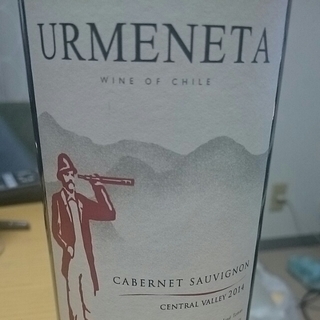 URMENETA
WINE OF CHILE
CABERNET SAUVIGNON
CENTRAL VALLEY 2014